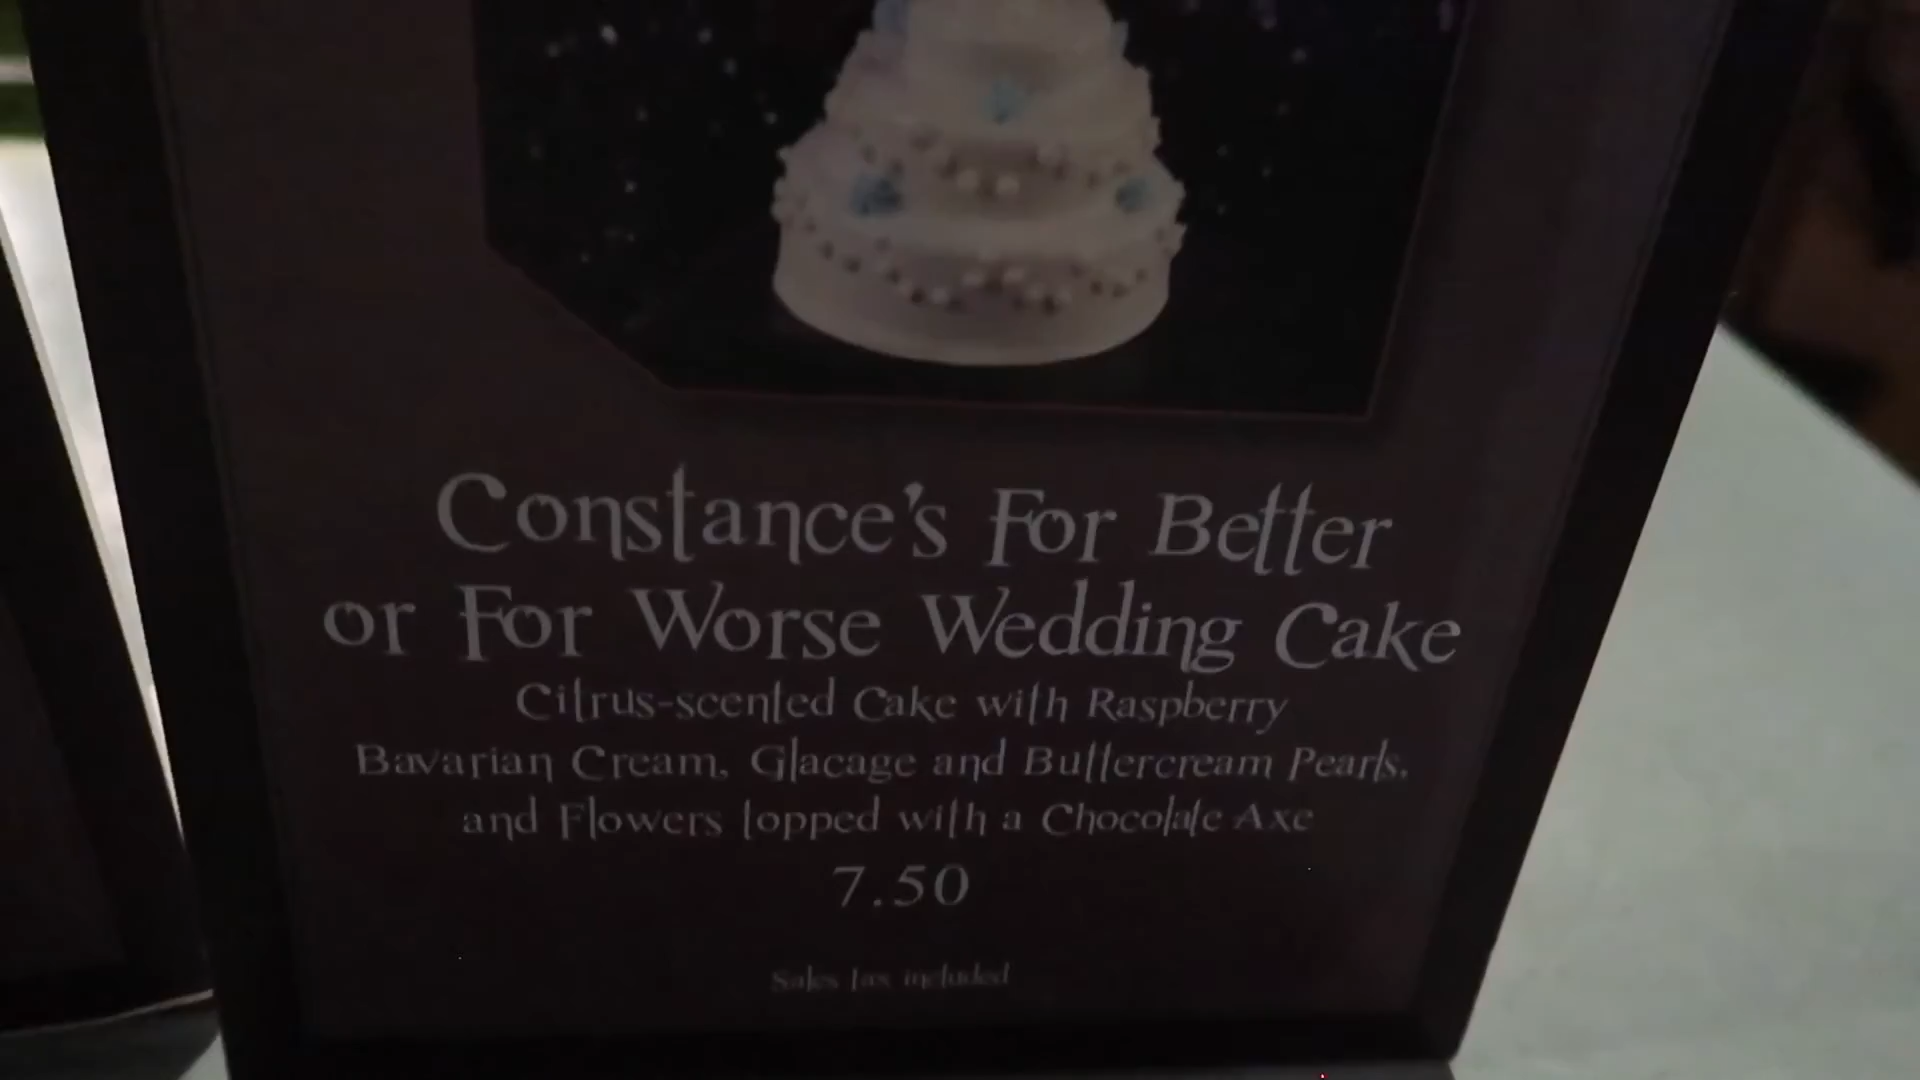 Constance's For Better
or For Worse Wedding Cake
Citrus-scented Cake with Raspberry
Bavarian Cream, Glacage and Buttercream Pearls,
and Flowers topped with a Chocolate Axe
7.50
Sales tax included